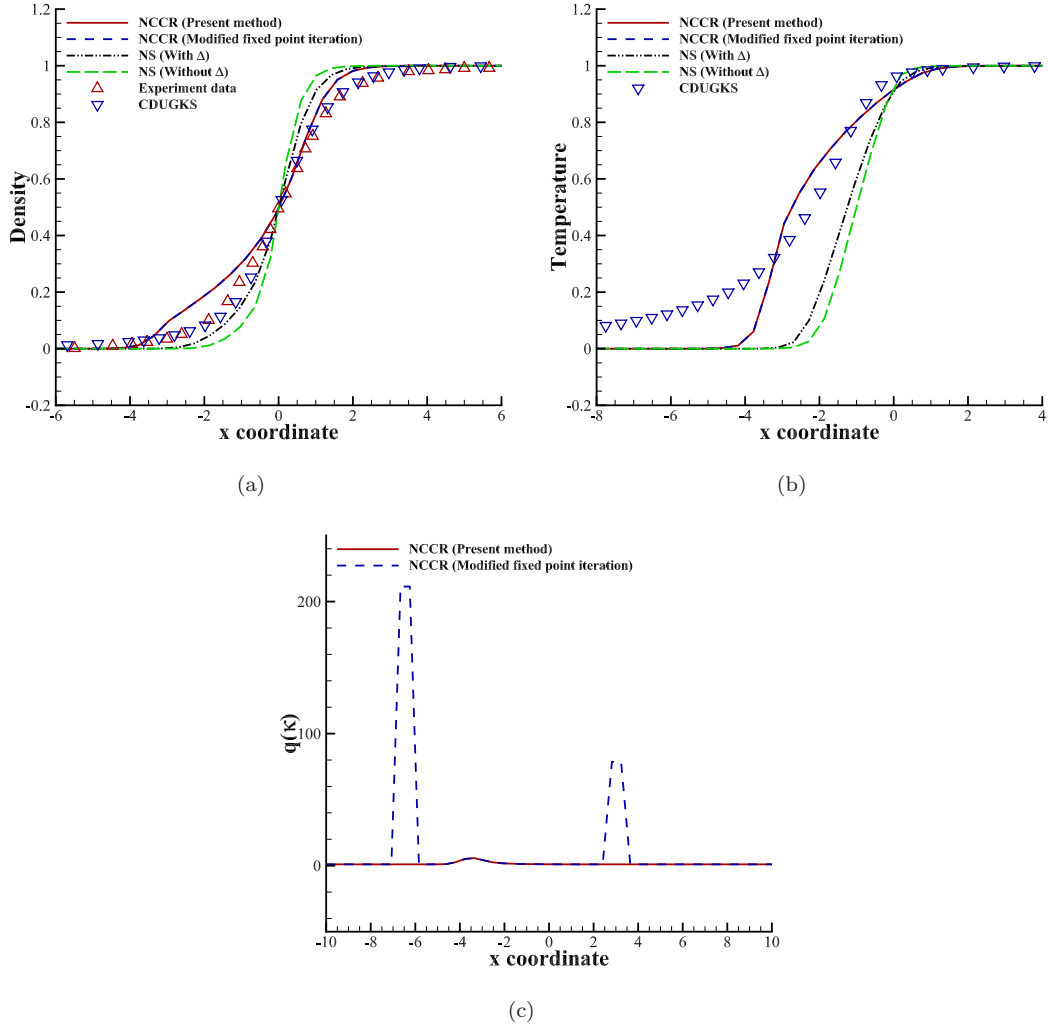 NCCR (Present method)
NCCR (Modified fixed point iteration)
NS (With Δ)
NS (Without Δ)
Experiment data
CDUGKS
1.2
1
0.8
0.6
0.4
0.2
0
-0.2
Density
-6
-4
-2
0
2
4
6
x coordinate
(a)
NCCR (Present method)
NCCR (Modified fixed point iteration)
NS (With Δ)
NS (Without Δ)
CDUGKS
1.2
1
0.8
0.6
0.4
0.2
0
-0.2
Temperature
-8
-6
-4
-2
0
2
4
x coordinate
(b)
NCCR (Present method)
NCCR (Modified fixed point iteration)
200
100
0
q(κ)
-10
-8
-6
-4
-2
0
2
4
6
8
10
x coordinate
(c)